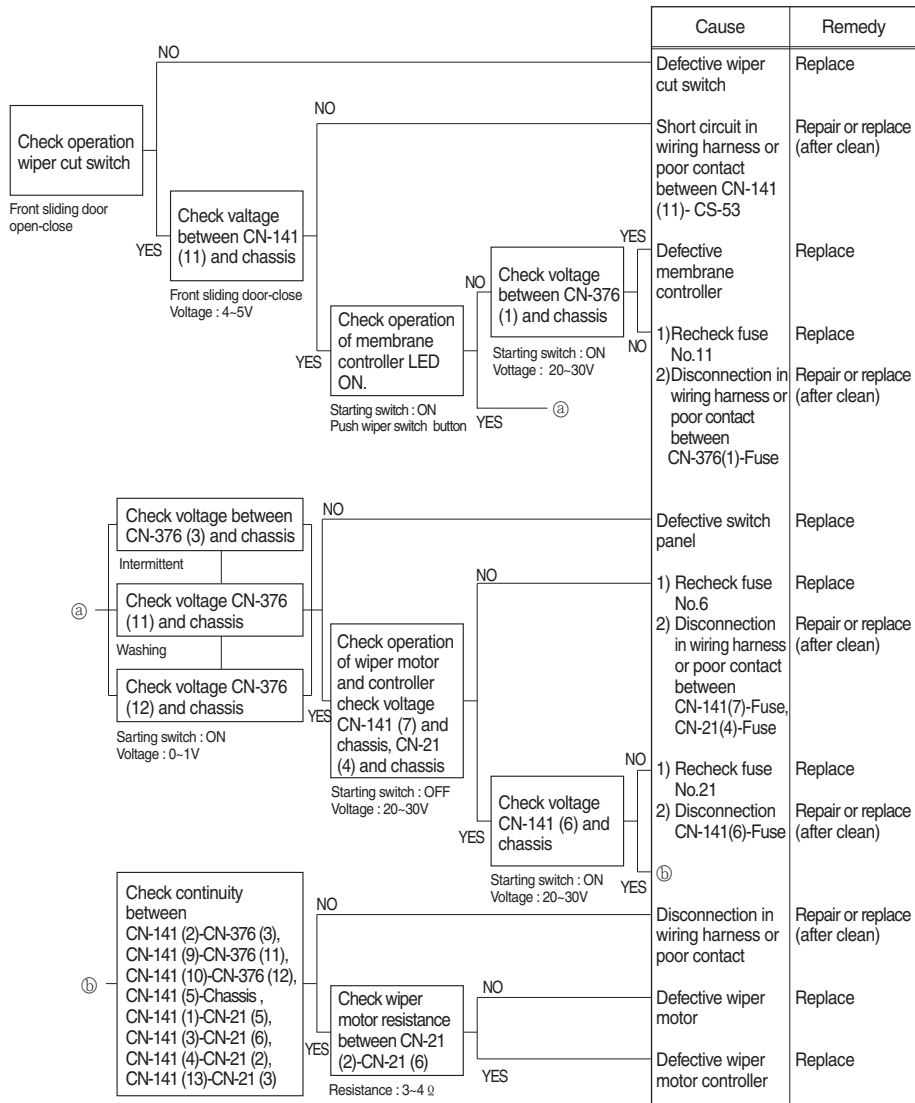 Cause Remedy
NO
Defective wiper Replace
cut switch
NO
Short circuit in Repair or replace
wiring harness or (after clean)
poor contact
between CN-141
(11)- CS-53
Check operation
wiper cut switch
Front sliding door
open-close
YES
Check valtage
between CN-141
(11) and chassis
Front sliding door-close
Voltage : 4~5V
YES
Check operation
of membrane
controller LED
ON.
Starting switch : ON
Push wiper switch button
NO
Check voltage
between CN-376
(1) and chassis
Starting switch : ON
Vottage : 20~30V
YES
Defective Replace
membrane
controller
NO
1)Recheck fuse Replace
No.11
2)Disconnection in Repair or replace
wiring harness or (after clean)
poor contact
between
CN-376(1)-Fuse
YES ⓐ
ⓐ
Check voltage between
CN-376 (3) and chassis
Intermittent
Check voltage CN-376
(11) and chassis
Washing
Check voltage CN-376
(12) and chassis
Sarting switch : ON
Voltage : 0~1V
NO
Defective switch Replace
panel
YES
Check operation
of wiper motor
and controller
check voltage
CN-141 (7) and
chassis, CN-21
(4) and chassis
Starting switch : OFF
Voltage : 20~30V
NO
1) Recheck fuse Replace
No.6
2) Disconnection Repair or replace
in wiring harness (after clean)
or poor contact
between
CN-141(7)-Fuse,
CN-21(4)-Fuse
YES
Check voltage
CN-141 (6) and
chassis
Starting switch : ON
Voltage : 20~30V
NO
1) Recheck fuse Replace
No.21
2) Disconnection Repair or replace
CN-141(6)-Fuse (after clean)
YES ⓑ
ⓑ
Check continuity
between
CN-141 (2)-CN-376 (3),
CN-141 (9)-CN-376 (11),
CN-141 (10)-CN-376 (12),
CN-141 (5)-Chassis ,
CN-141 (1)-CN-21 (5),
CN-141 (3)-CN-21 (6),
CN-141 (4)-CN-21 (2),
CN-141 (13)-CN-21 (3)
NO
Disconnection in Repair or replace
wiring harness or (after clean)
poor contact
YES
Check wiper
motor resistance
between CN-21
(2)-CN-21 (6)
Resistance : 3~4 Ω
NO
Defective wiper Replace
motor
YES
Defective wiper Replace
motor controller